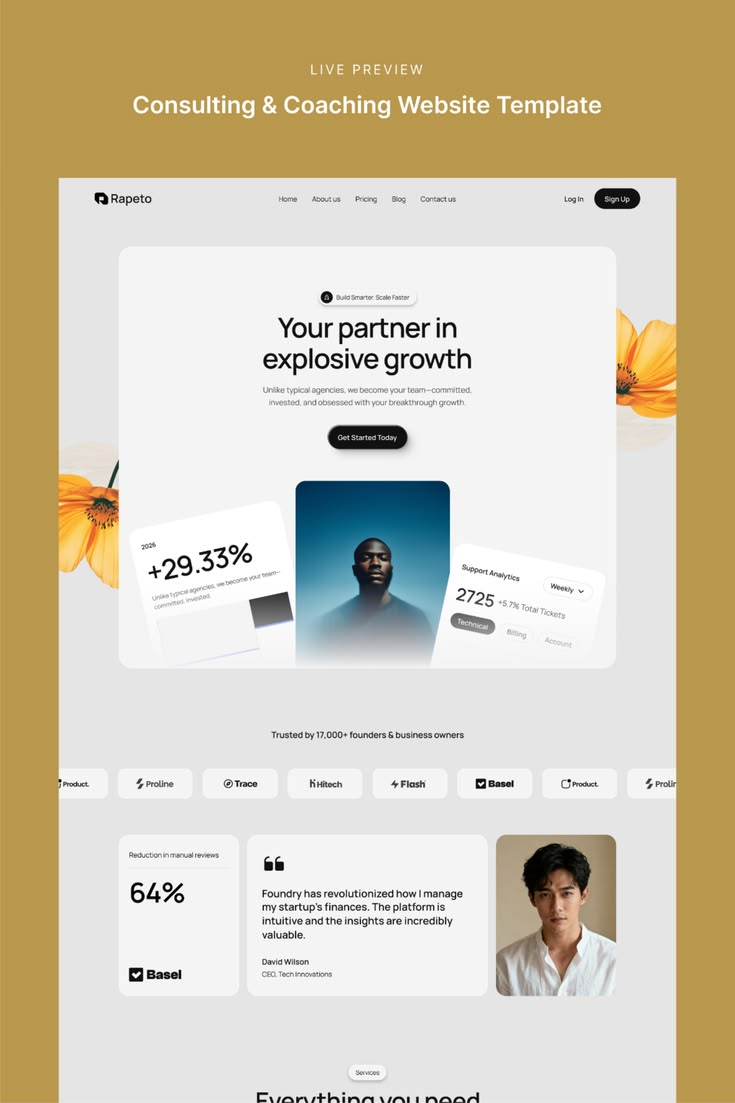 LIVE PREVIEW
Consulting & Coaching Website Template
Rapeto
Home
About us
Pricing
Blog
Contact us
Log In
Sign Up
Build Smarter. Scale Faster
Your partner in
explosive growth
Unlike typical agencies, we become your team—committed,
invested, and obsessed with your breakthrough growth.
Get Started Today
2026
+29.33%
Unlike typical agencies, we become your team—
committed, invested.
Support Analytics
Weekly
2725 +5.7% Total Tickets
Technical
Billing
Account
Trusted by 17,000+ founders & business owners
Product.
Proline
Trace
Hitech
Flash
Basel
Product.
Prolin
Reduction in manual reviews
64%
Basel
Foundry has revolutionized how I manage
my startup's finances. The platform is
intuitive and the insights are incredibly
valuable.
David Wilson
CEO, Tech Innovations
Services
Everything you need